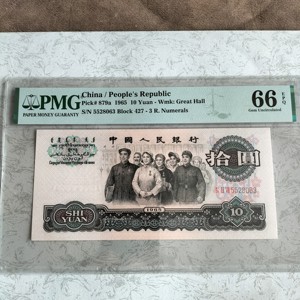 PMG
PAPER MONEY GUARANTY
China / People's Republic
Pick# 879a 1965 10 Yuan - Wmk: Great Hall
S/N 5328063 Block 427 - 3 R. Numerals
66 EPQ
Gem Uncirculated
中国人民银行
拾圆
SHI
YUAN
1965
10